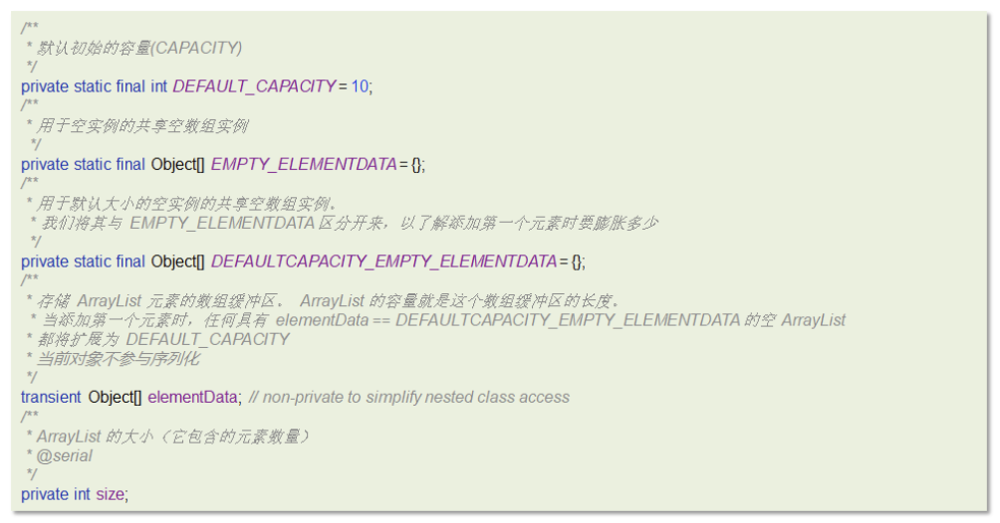 /**
* 默认初始的容量(CAPACITY)
*/
private static final int DEFAULT_CAPACITY = 10;
/**
* 用于空实例的共享空数组实例
*/
private static final Object[] EMPTY_ELEMENTDATA = {};
/**
* 用于默认大小的空实例的共享空数组实例。
* 我们将其与 EMPTY_ELEMENTDATA 区分开来，以了解添加第一个元素时要膨胀多少
*/
private static final Object[] DEFAULTCAPACITY_EMPTY_ELEMENTDATA = {};
/**
* 存储 ArrayList 元素的数组缓冲区。 ArrayList 的容量就是这个数组缓冲区的长度。
* 当添加第一个元素时，任何具有 elementData == DEFAULTCAPACITY_EMPTY_ELEMENTDATA 的空 ArrayList
* 都将扩展为 DEFAULT_CAPACITY
* 当前对象不参与序列化
*/
transient Object[] elementData; // non-private to simplify nested class access
/**
* ArrayList 的大小（它包含的元素数量）
* @serial
*/
private int size;